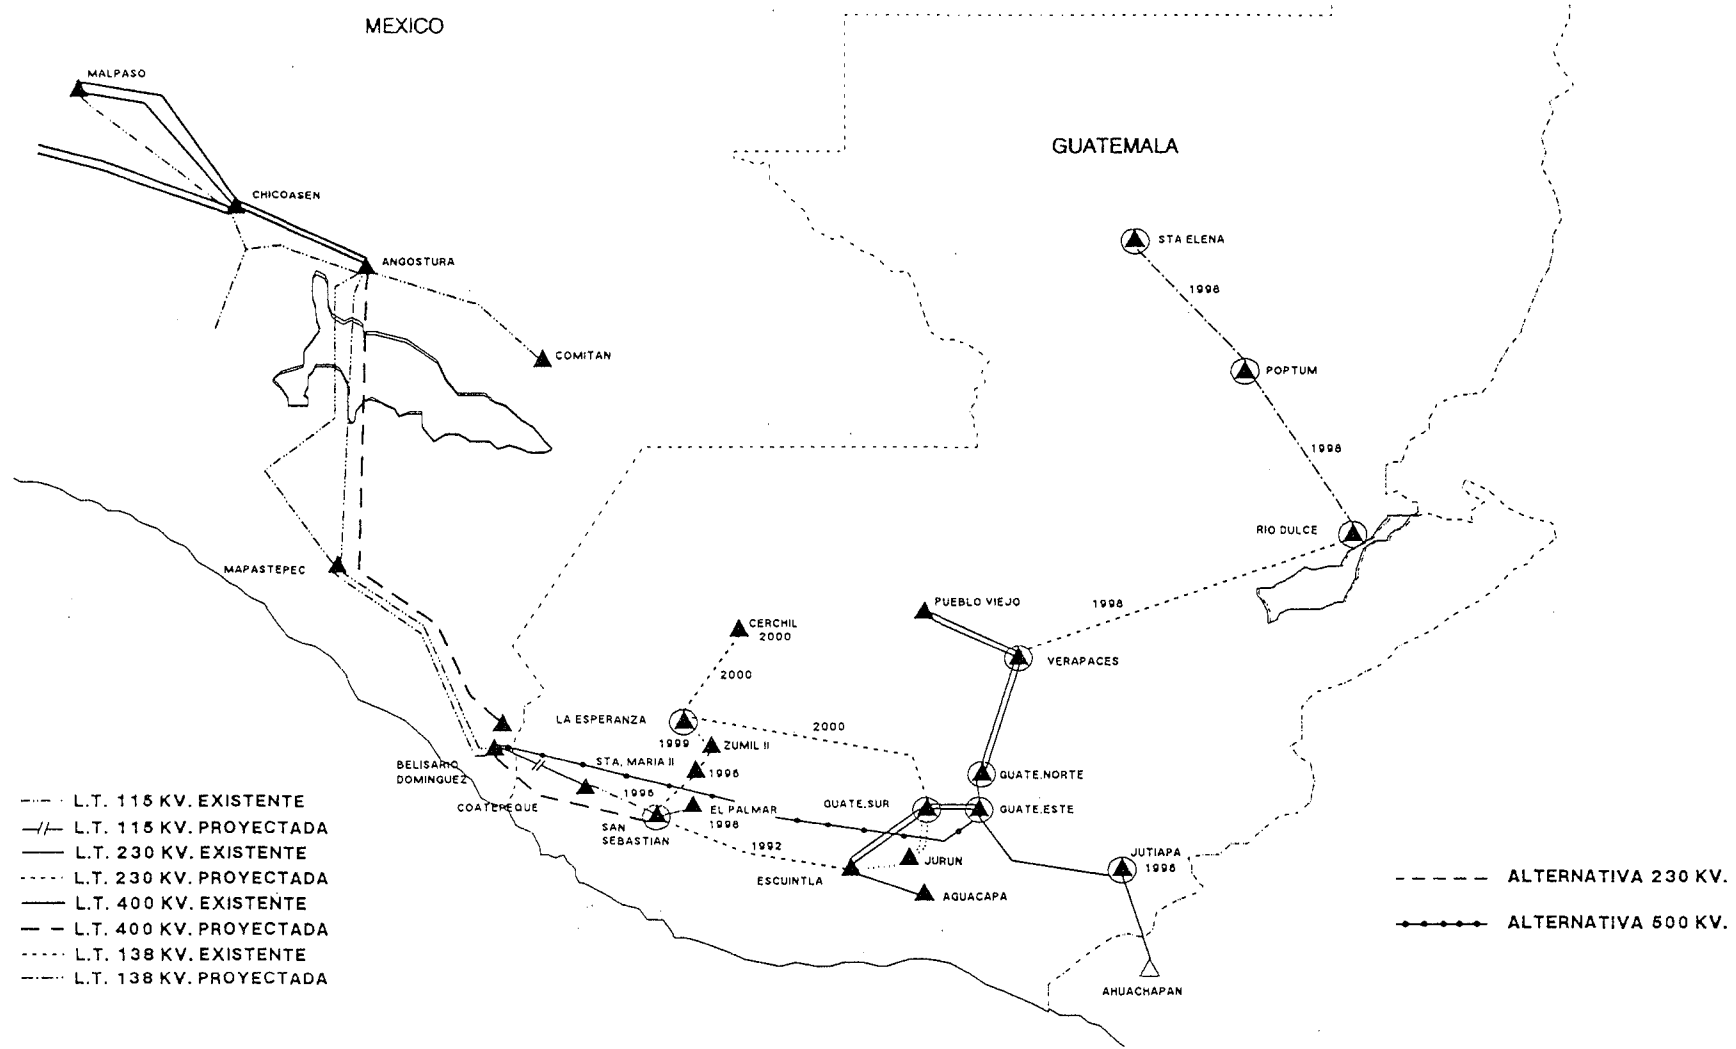 MEXICO
MALPASO
GUATEMALA
CHICOASEN
STA ELENA
ANGOSTURA
1998
COMITAN
POPTUM
1998
RIO DULCE
MAPASTEPEC
PUEBLO VIEJO
1998
CERCHIL
2000
VERAPACES
2000
LA ESPERANZA
2000
1999
ZUMIL II
BELISARIO
DOMINGUEZ
STA. MARIA II
1996
GUATE.NORTE
COATEPEQUE
1996
EL PALMAR
1998
GUATE.SUR
GUATE.ESTE
SAN
SEBASTIAN
1992
JURUN
JUTIAPA
1996
ESCUINTLA
AGUACAPA
AHUACHAPAN
L.T. 115 KV. EXISTENTE
L.T. 115 KV. PROYECTADA
L.T. 230 KV. EXISTENTE
L.T. 230 KV. PROYECTADA
L.T. 400 KV. EXISTENTE
L.T. 400 KV. PROYECTADA
L.T. 138 KV. EXISTENTE
L.T. 138 KV. PROYECTADA
ALTERNATIVA 230 KV.
ALTERNATIVA 500 KV.